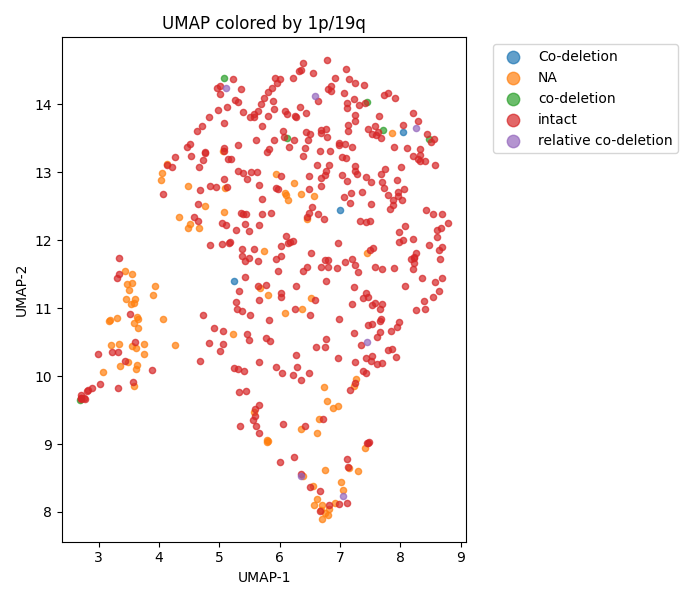 UMAP colored by 1p/19q
Co-deletion
NA
co-deletion
intact
relative co-deletion
UMAP-2
14
13
12
11
10
9
8
3 4 5 6 7 8 9
UMAP-1